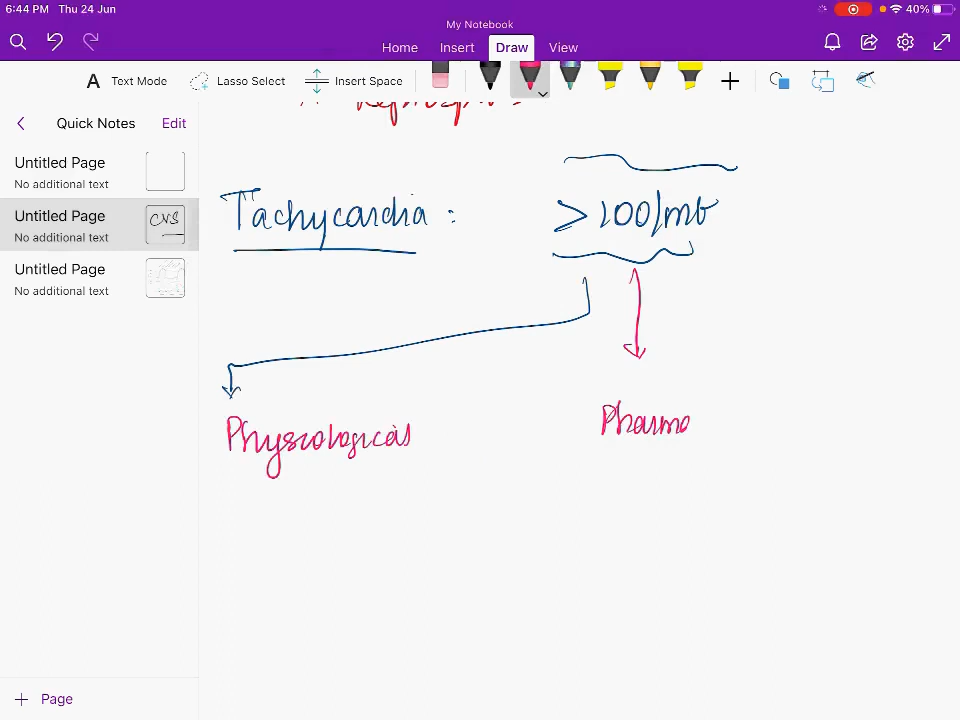 6:44 PM Thu 24 Jun 40%
My Notebook
Home Insert Draw View
Text Mode Lasso Select Insert Space
Quick Notes Edit
Untitled Page
No additional text
Untitled Page
No additional text
CNS
Untitled Page
No additional text
Page
Tachycardia :
>100/mt
Physiological
Pharma